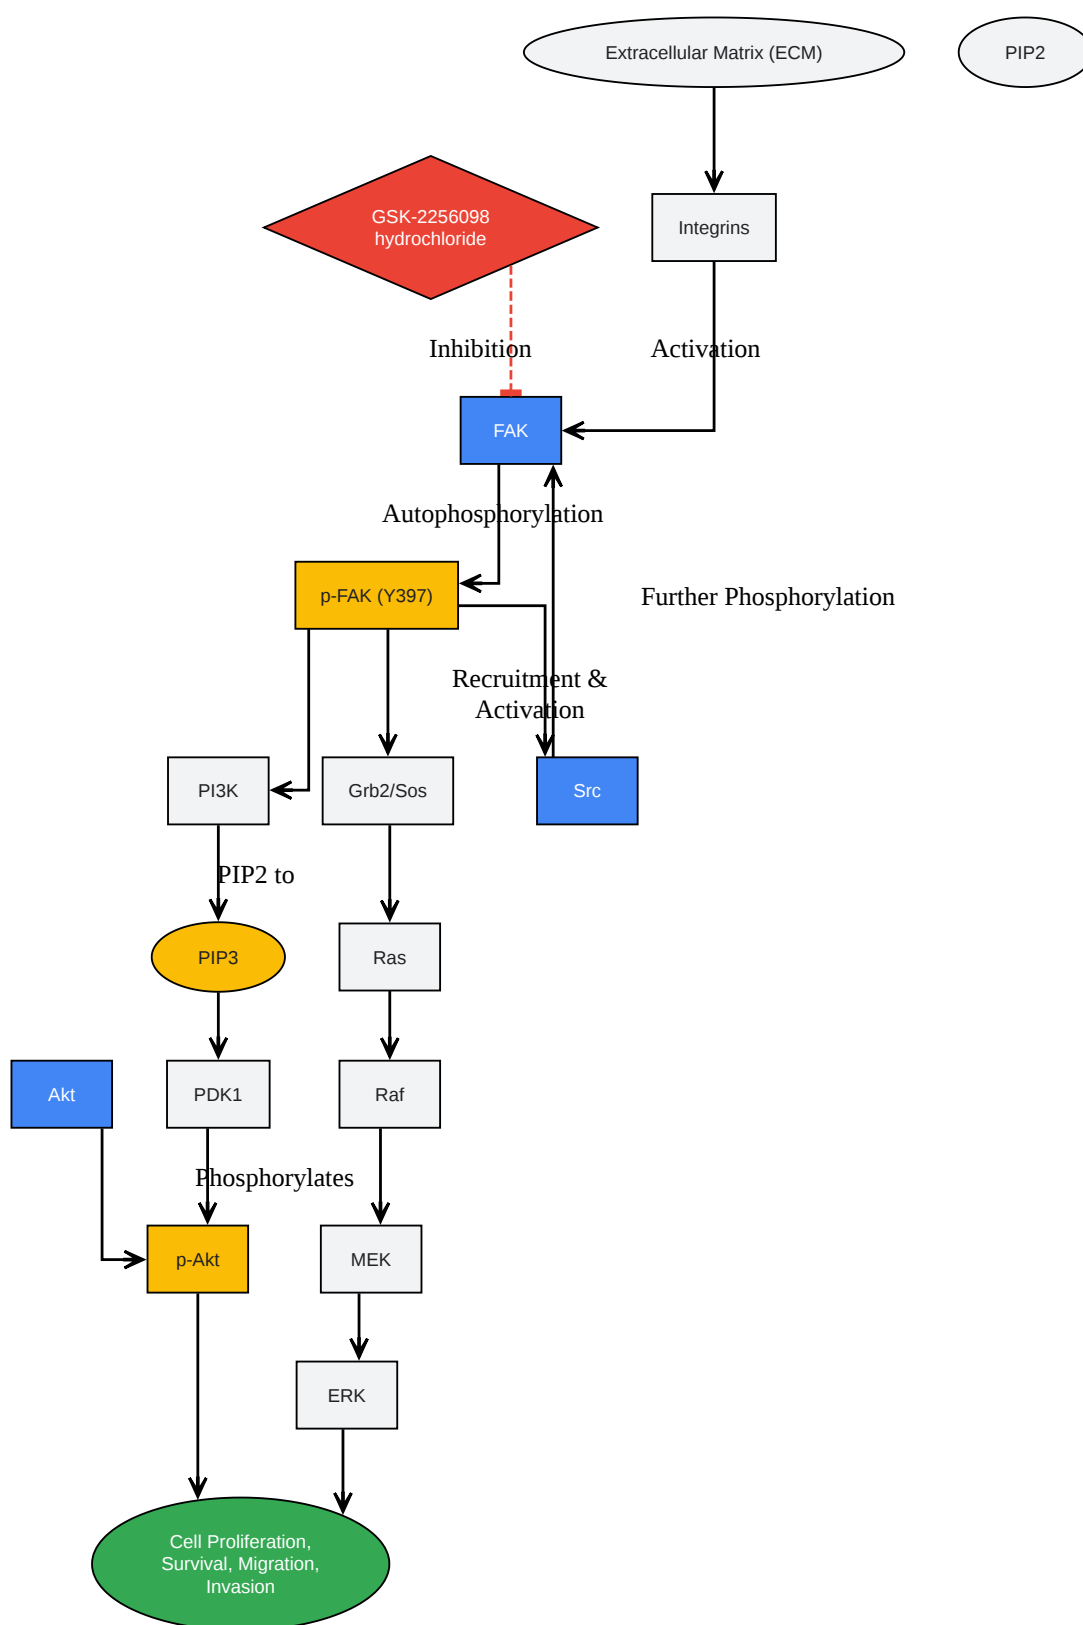 Extracellular Matrix (ECM)
PIP2
GSK-2256098
hydrochloride
Integrins
Inhibition
Activation
FAK
Autophosphorylation
p-FAK (Y397)
Further Phosphorylation
Recruitment &
Activation
PI3K
Grb2/Sos
Src
PIP2 to
PIP3
Ras
Akt
PDK1
Raf
Phosphorylates
p-Akt
MEK
ERK
Cell Proliferation,
Survival, Migration,
Invasion